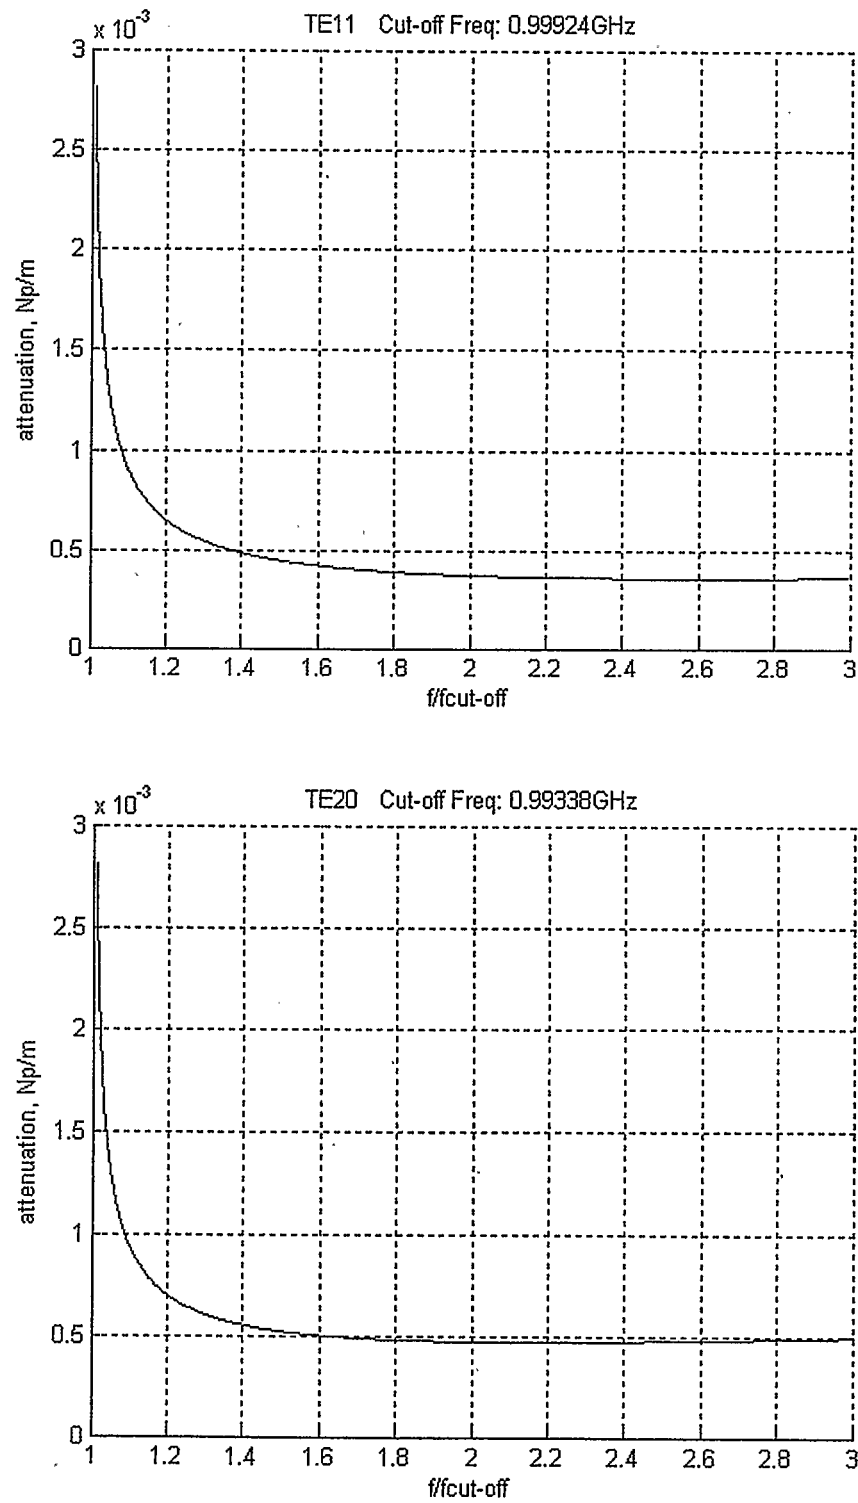 x 10-3
TE11 Cut-off Freq: 0.99924GHz
3
2.5
2
1.5
1
0.5
0
attenuation, Np/m
1 1.2 1.4 1.6 1.8 2 2.2 2.4 2.6 2.8 3
f/fcut-off
x 10-3
TE20 Cut-off Freq: 0.99338GHz
3
2.5
2
1.5
1
0.5
0
attenuation, Np/m
1 1.2 1.4 1.6 1.8 2 2.2 2.4 2.6 2.8 3
f/fcut-off